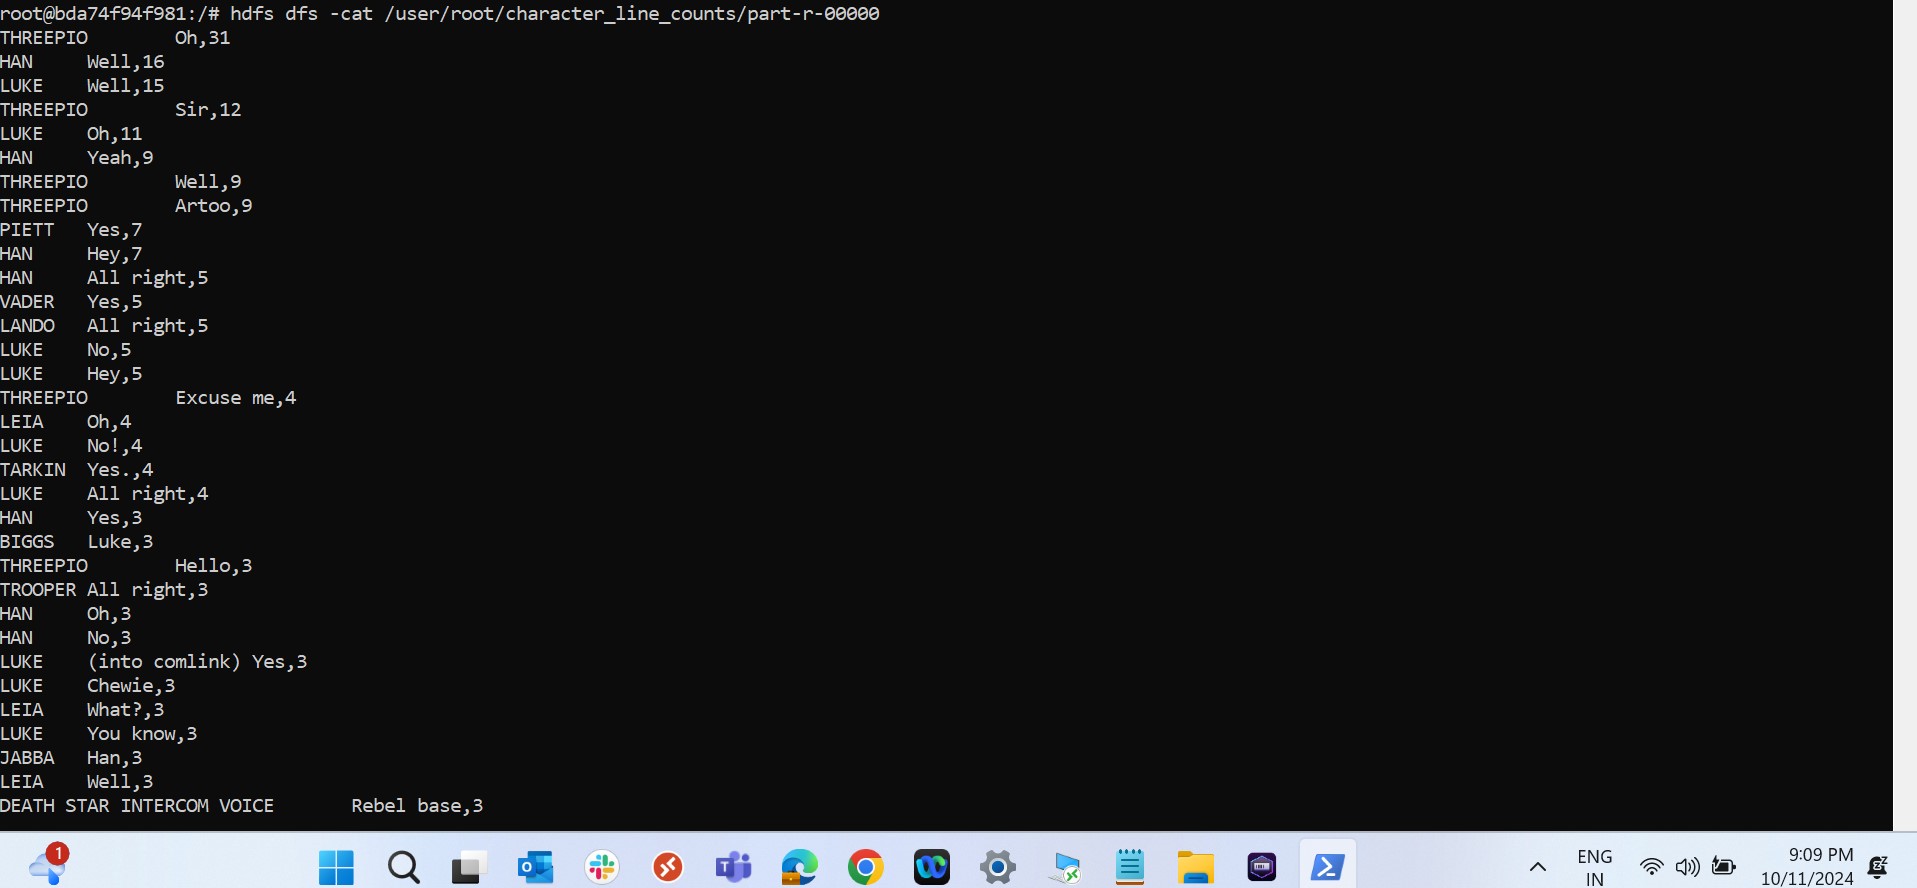 root@bda74f94f981:/# hdfs dfs -cat /user/root/character_line_counts/part-r-00000
THREEPIO        Oh,31
HAN     Well,16
LUKE    Well,15
THREEPIO        Sir,12
LUKE    Oh,11
HAN     Yeah,9
THREEPIO        Well,9
THREEPIO        Artoo,9
PIETT   Yes,7
HAN     Hey,7
HAN     All right,5
VADER   Yes,5
LANDO   All right,5
LUKE    No,5
LUKE    Hey,5
THREEPIO        Excuse me,4
LEIA    Oh,4
LUKE    No!,4
TARKIN  Yes.,4
LUKE    All right,4
HAN     Yes,3
BIGGS   Luke,3
THREEPIO        Hello,3
TROOPER All right,3
HAN     Oh,3
HAN     No,3
LUKE    (into comlink) Yes,3
LUKE    Chewie,3
LEIA    What?,3
LUKE    You know,3
JABBA   Han,3
LEIA    Well,3
DEATH STAR INTERCOM VOICE       Rebel base,3
1
ENG
IN
9:09 PM
10/11/2024